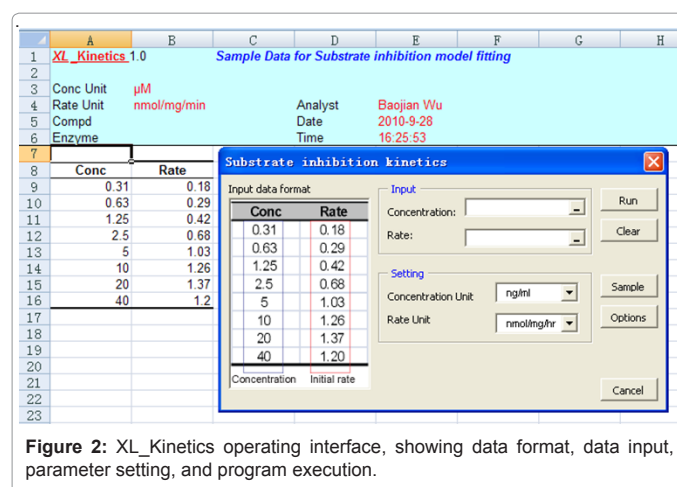 A B C D E F G H
1 XL_Kinetics 1.0 Sample Data for Substrate inhibition model fitting
2
3 Conc Unit µM
4 Rate Unit nmol/mg/min Analyst Baojian Wu
5 Compd Date 2010-9-28
6 Enzyme Time 16:25:53
7
8 Conc Rate
9 0.31 0.18
10 0.63 0.29
11 1.25 0.42
12 2.5 0.68
13 5 1.03
14 10 1.26
15 20 1.37
16 40 1.2
17
18
19
20
21
22
23
Substrate inhibition kinetics
Input data format
Conc Rate
0.31 0.18
0.63 0.29
1.25 0.42
2.5 0.68
5 1.03
10 1.26
20 1.37
40 1.20
Concentration Initial rate
Input
Concentration:
Rate:
Setting
Concentration Unit ng/ml
Rate Unit nmol/mg/hr
Run
Clear
Sample
Options
Cancel
Figure 2: XL_Kinetics operating interface, showing data format, data input,
parameter setting, and program execution.